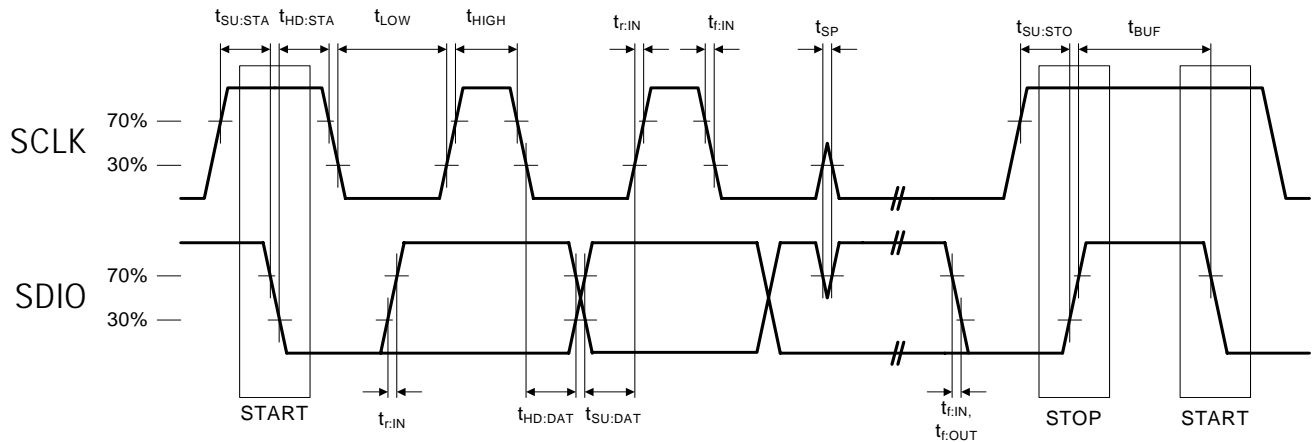 tSU:STA tHD:STA tLOW tHIGH tr:IN tf:IN tSP tSU:STO tBUF
SCLK
70%
30%
SDIO
70%
30%
START
tr:IN
tHD:DAT tSU:DAT
tf:IN,
tf:OUT
STOP
START